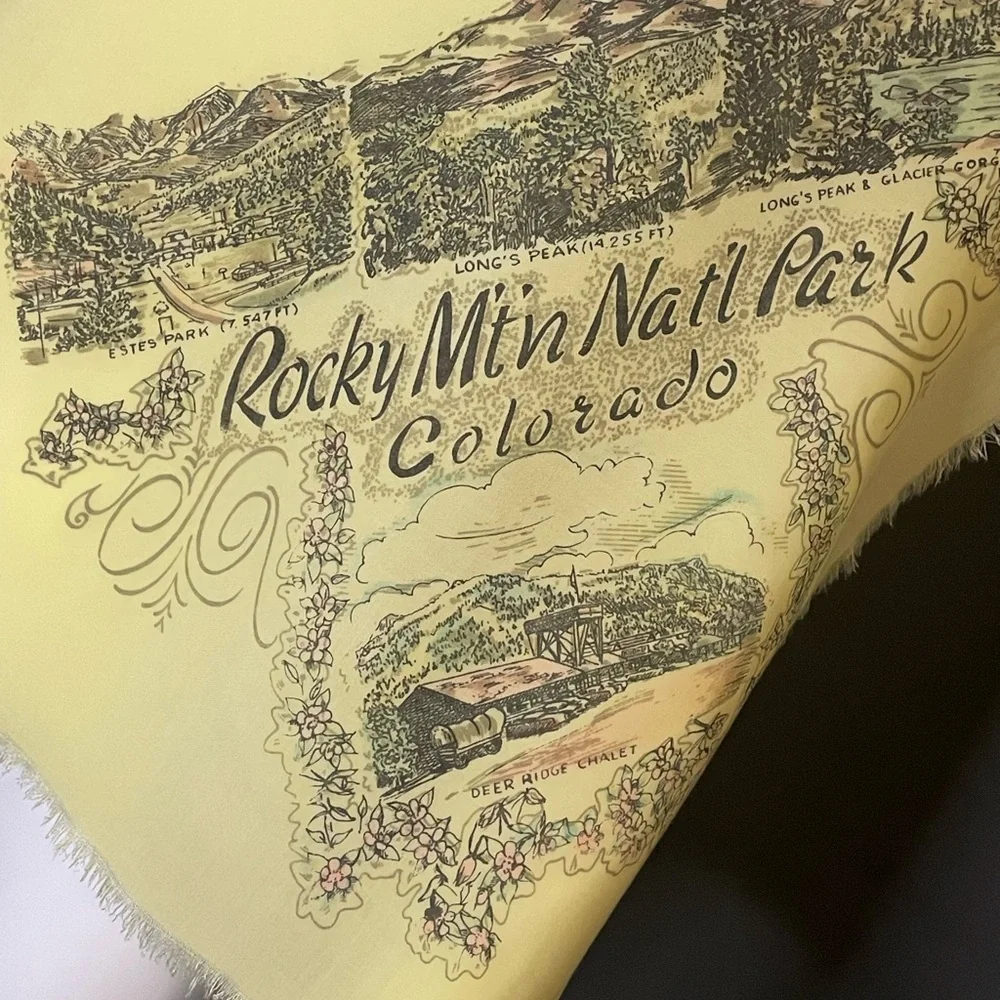 LONG'S PEAK & GLACIER GORG
LONG'S PEAK (14.255 FT)
ESTES PARK (7.547 FT)
Rocky Mt'n Nat'l Park
Colorado
DEER RIDGE CHALET